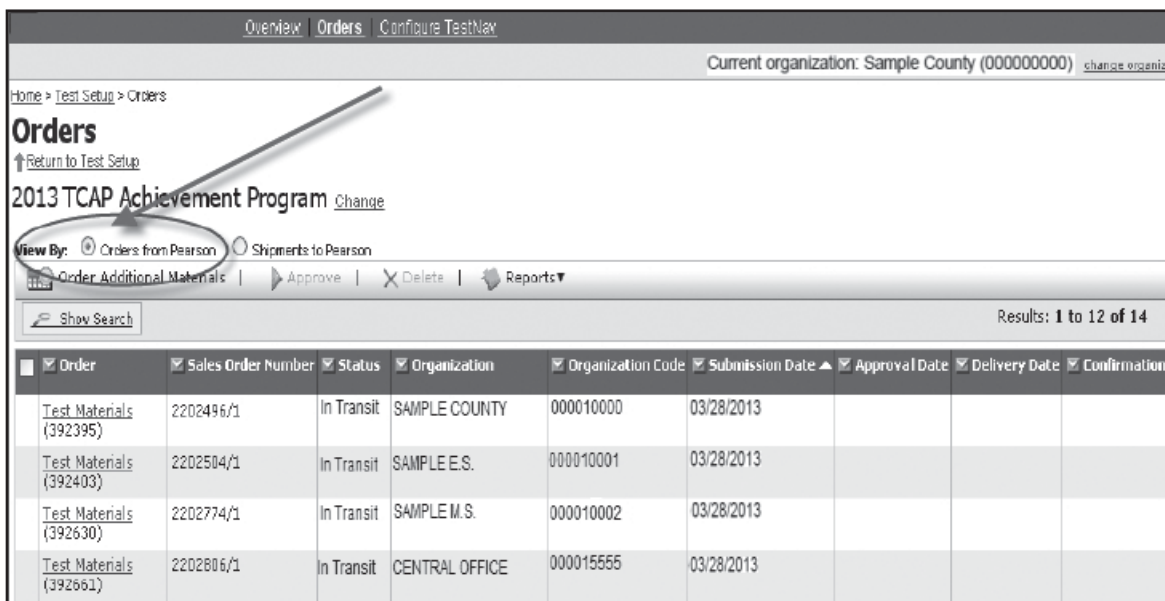 Overview | Orders | Configure TestNav
Current organization: Sample County (000000000) change organiz
Home > Test Setup > Orders
Orders
Return to Test Setup
2013 TCAP Achievement Program Change
View By: Orders from Pearson Shipments to Pearson
Order Additional Materials | Approve | Delete | Reports
Show Search Results: 1 to 12 of 14
Order Sales Order Number Status Organization Organization Code Submission Date Approval Date Delivery Date Confirmation
Test Materials 2202496/1 In Transit SAMPLE COUNTY 000010000 03/28/2013
(392395)
Test Materials 2202504/1 In Transit SAMPLE E.S. 000010001 03/28/2013
(392403)
Test Materials 2202774/1 In Transit SAMPLE M.S. 000010002 03/28/2013
(392630)
Test Materials 2202806/1 In Transit CENTRAL OFFICE 000015555 03/28/2013
(392661)